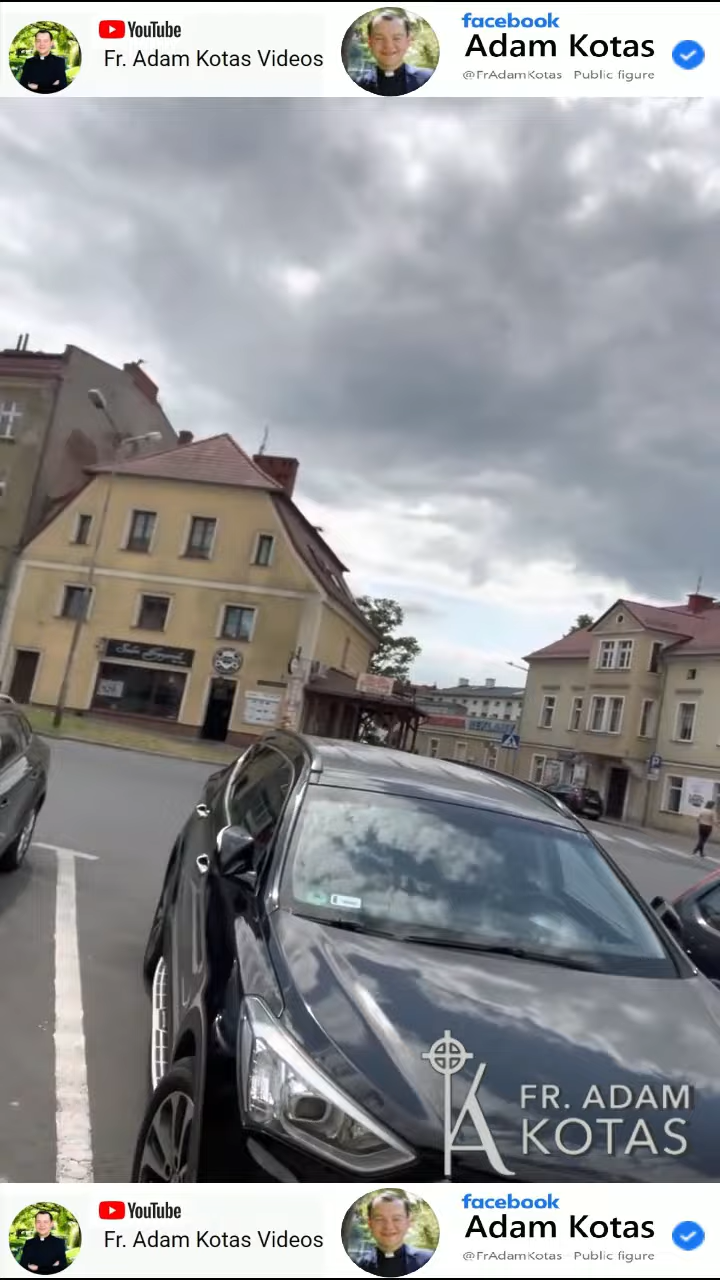 YouTube
Fr. Adam Kotas Videos
facebook
Adam Kotas
@FrAdamKotas Public figure
FR. ADAM
KOTAS
YouTube
Fr. Adam Kotas Videos
facebook
Adam Kotas
@FrAdamKotas Public figure